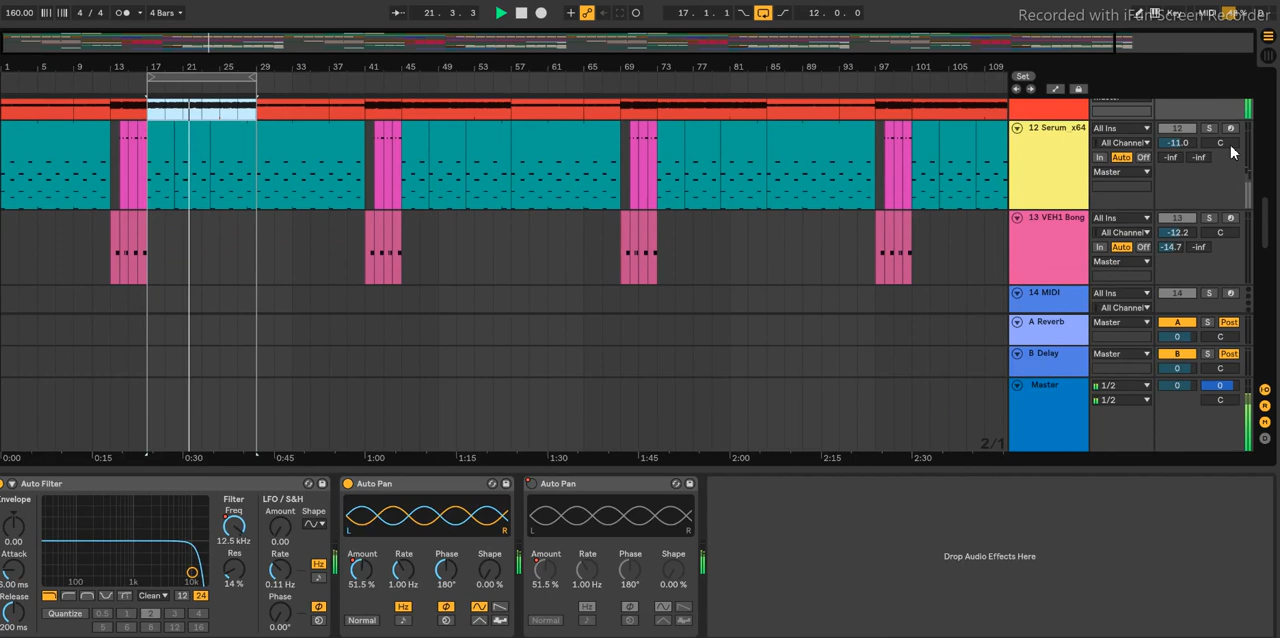 160.00 4 / 4 4 Bars 21. 3. 3 17. 1. 1 12. 0. 0 Key MIDI
Recorded with iFun Screen Recorder
1 5 9 13 17 21 25 29 33 37 41 45 49 53 57 61 65 69 73 77 81 85 89 93 97 101 105 109
Set
Master
12 Serum_x64 All Ins 12 S
All Channel -11.0 C
In Auto Off -inf -inf
Master
13 VEH1 Bong All Ins 13 S
All Channel -12.2 C
In Auto Off -14.7 -inf
Master
14 MIDI All Ins 14 S
All Channel
A Reverb Master A S Post
0 C
B Delay Master B S Post
0 C
Master 1/2 0 0
1/2 C
2/1
0:00 0:15 0:30 0:45 1:00 1:15 1:30 1:45 2:00 2:15 2:30
Auto Filter
Envelope
0.00
Attack
6.00 ms
Release
200 ms
100 1k 10k
Clean 12 24
Quantize 0.5 1 2 3 4
5 6 8 12 16
Filter
Freq
12.5 kHz
Res
14 %
LFO / S&H
Amount Shape
0.00
Rate Hz
0.11 Hz
Phase
0.00°
Auto Pan
L R
Amount Rate Phase Shape
51.5 % 1.00 Hz 180° 0.00 %
Normal Hz
Auto Pan
L R
Amount Rate Phase Shape
51.5 % 1.00 Hz 180° 0.00 %
Normal Hz
Drop Audio Effects Here